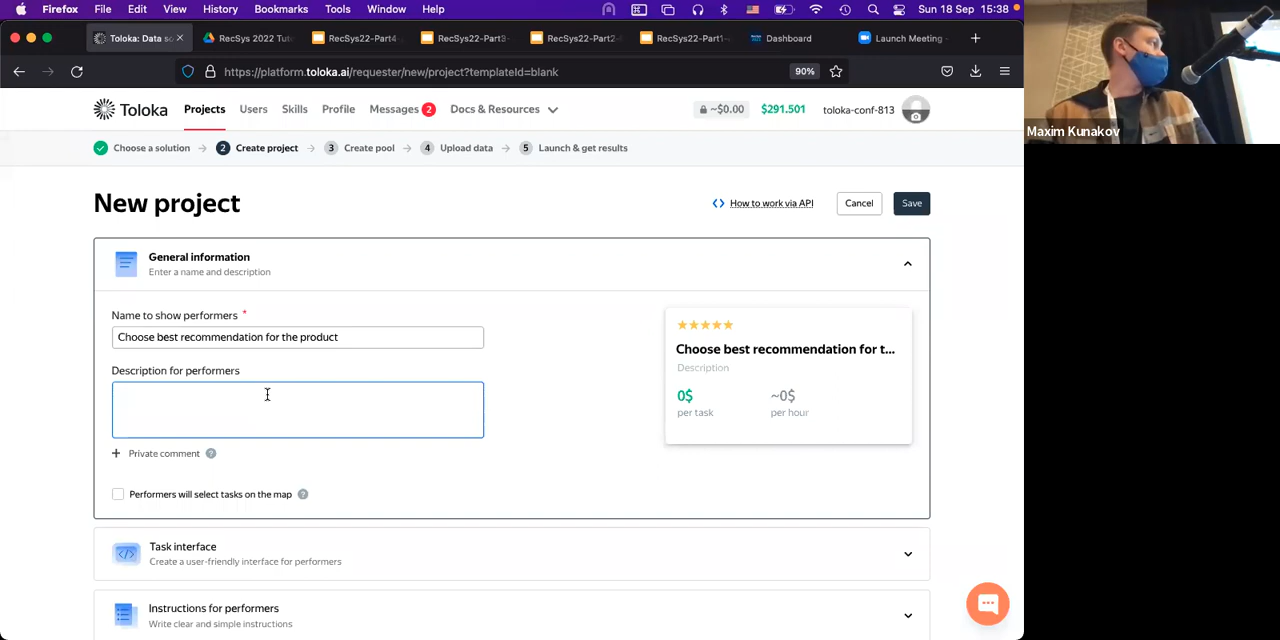 Firefox File Edit View History Bookmarks Tools Window Help Sun 18 Sep 15:38
Toloka: Data so RecSys 2022 Tuto RecSys22-Part4 RecSys22-Part3- RecSys22-Part2- RecSys22-Part1- Dashboard Launch Meeting -
https://platform.toloka.ai/requester/new/project?templateId=blank 90%
Toloka Projects Users Skills Profile Messages 2 Docs & Resources ~$0.00 $291.501 toloka-conf-813
Choose a solution 2 Create project 3 Create pool 4 Upload data 5 Launch & get results
New project
How to work via API Cancel Save
General information
Enter a name and description
Name to show performers *
Choose best recommendation for the product
Description for performers
+ Private comment ?
Performers will select tasks on the map ?
Choose best recommendation for t...
Description
0$ ~0$
per task per hour
Task interface
Create a user-friendly interface for performers
Instructions for performers
Write clear and simple instructions
Maxim Kunakov